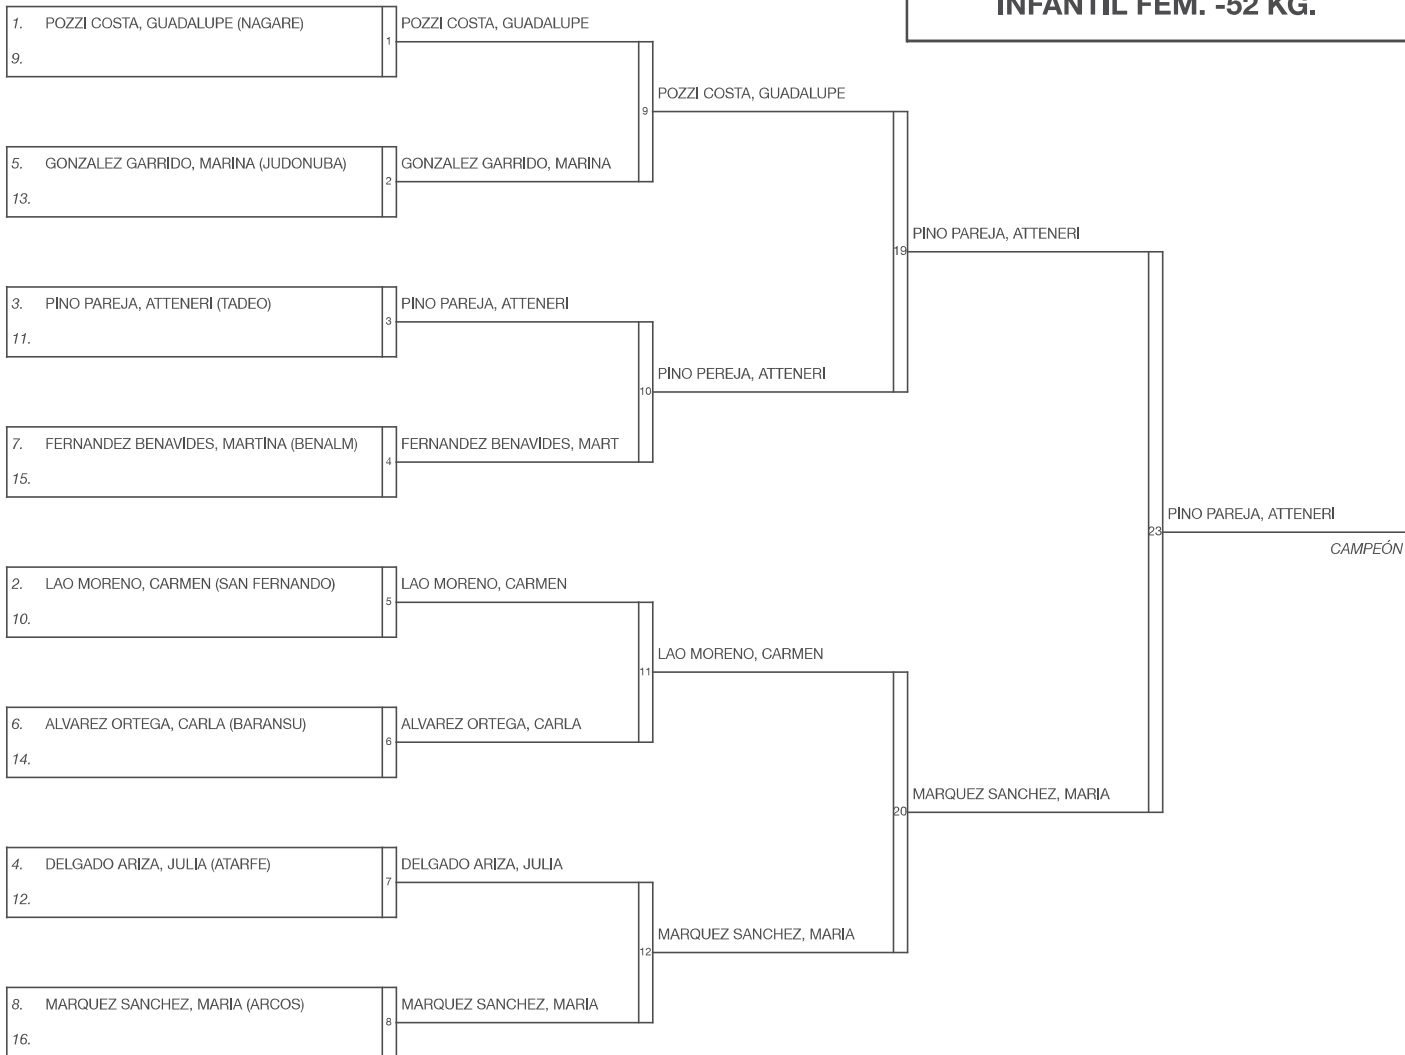 INFANTIL FEM. -52 KG.
1. POZZI COSTA, GUADALUPE (NAGARE)
9.
1
POZZI COSTA, GUADALUPE
9
POZZI COSTA, GUADALUPE
5. GONZALEZ GARRIDO, MARINA (JUDONUBA)
13.
2
GONZALEZ GARRIDO, MARINA
19
PINO PAREJA, ATTENERI
3. PINO PAREJA, ATTENERI (TADEO)
11.
3
PINO PAREJA, ATTENERI
10
PINO PEREJA, ATTENERI
7. FERNANDEZ BENAVIDES, MARTINA (BENALM)
15.
4
FERNANDEZ BENAVIDES, MART
23
PINO PAREJA, ATTENERI
CAMPEÓN
2. LAO MORENO, CARMEN (SAN FERNANDO)
10.
5
LAO MORENO, CARMEN
11
LAO MORENO, CARMEN
6. ALVAREZ ORTEGA, CARLA (BARANSU)
14.
6
ALVAREZ ORTEGA, CARLA
20
MARQUEZ SANCHEZ, MARIA
4. DELGADO ARIZA, JULIA (ATARFE)
12.
7
DELGADO ARIZA, JULIA
12
MARQUEZ SANCHEZ, MARIA
8. MARQUEZ SANCHEZ, MARIA (ARCOS)
16.
8
MARQUEZ SANCHEZ, MARIA